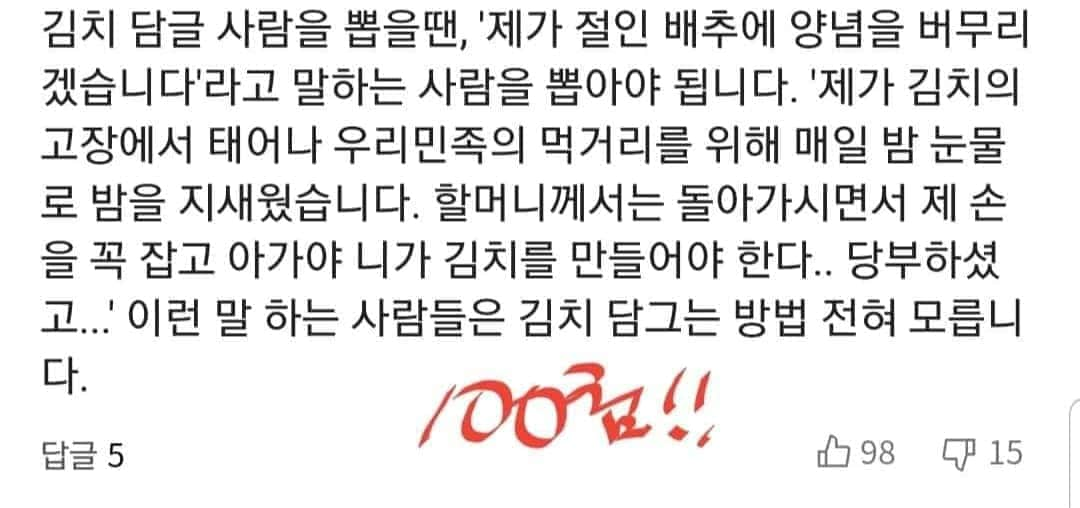 김치 담글 사람을 뽑을땐, '제가 절인 배추에 양념을 버무리
겠습니다'라고 말하는 사람을 뽑아야 됩니다. '제가 김치의
고장에서 태어나 우리민족의 먹거리를 위해 매일 밤 눈물
로 밤을 지새웠습니다. 할머니께서는 돌아가시면서 제 손
을 꼭 잡고 아가야 니가 김치를 만들어야 한다.. 당부하셨
고...' 이런 말 하는 사람들은 김치 담그는 방법 전혀 모릅니
다.
100점!!
답글 5 98 15